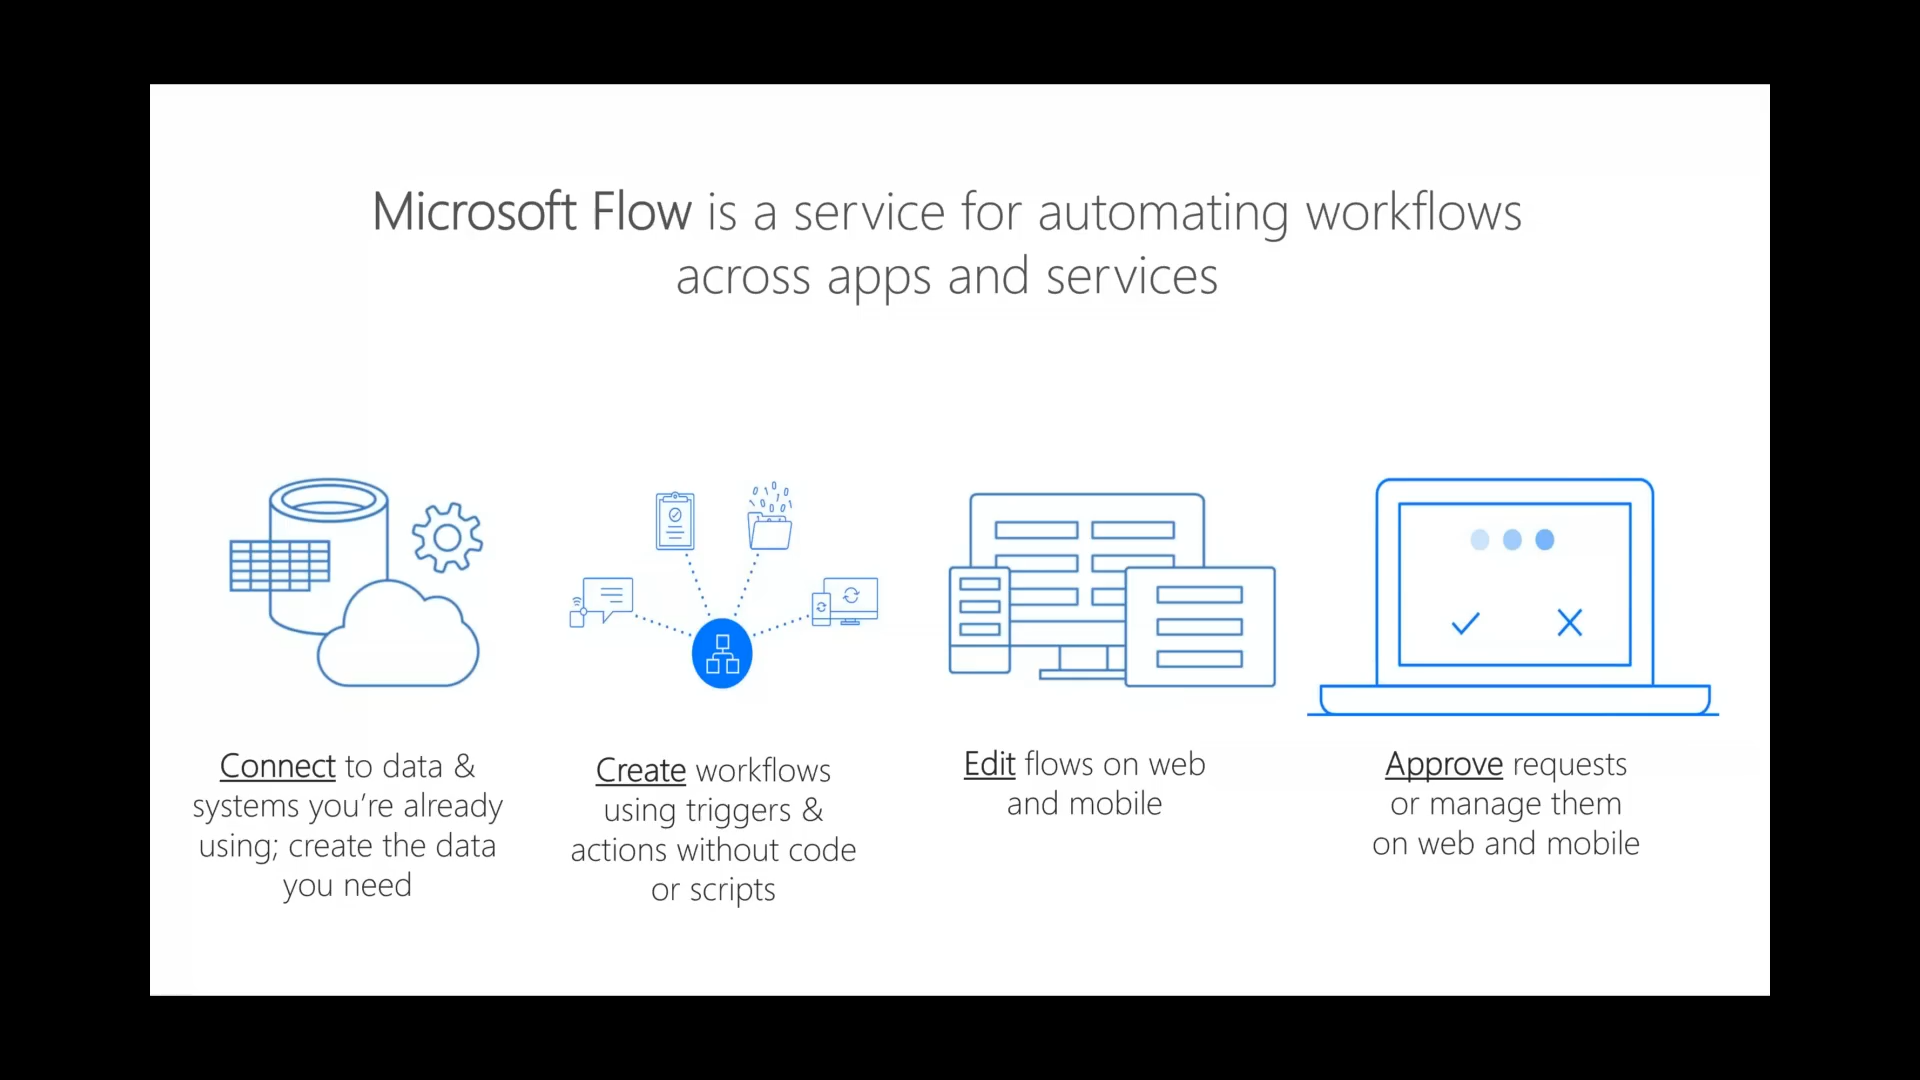 Microsoft Flow is a service for automating workflows
across apps and services
Connect to data &
systems you're already
using; create the data
you need
Create workflows
using triggers &
actions without code
or scripts
Edit flows on web
and mobile
Approve requests
or manage them
on web and mobile